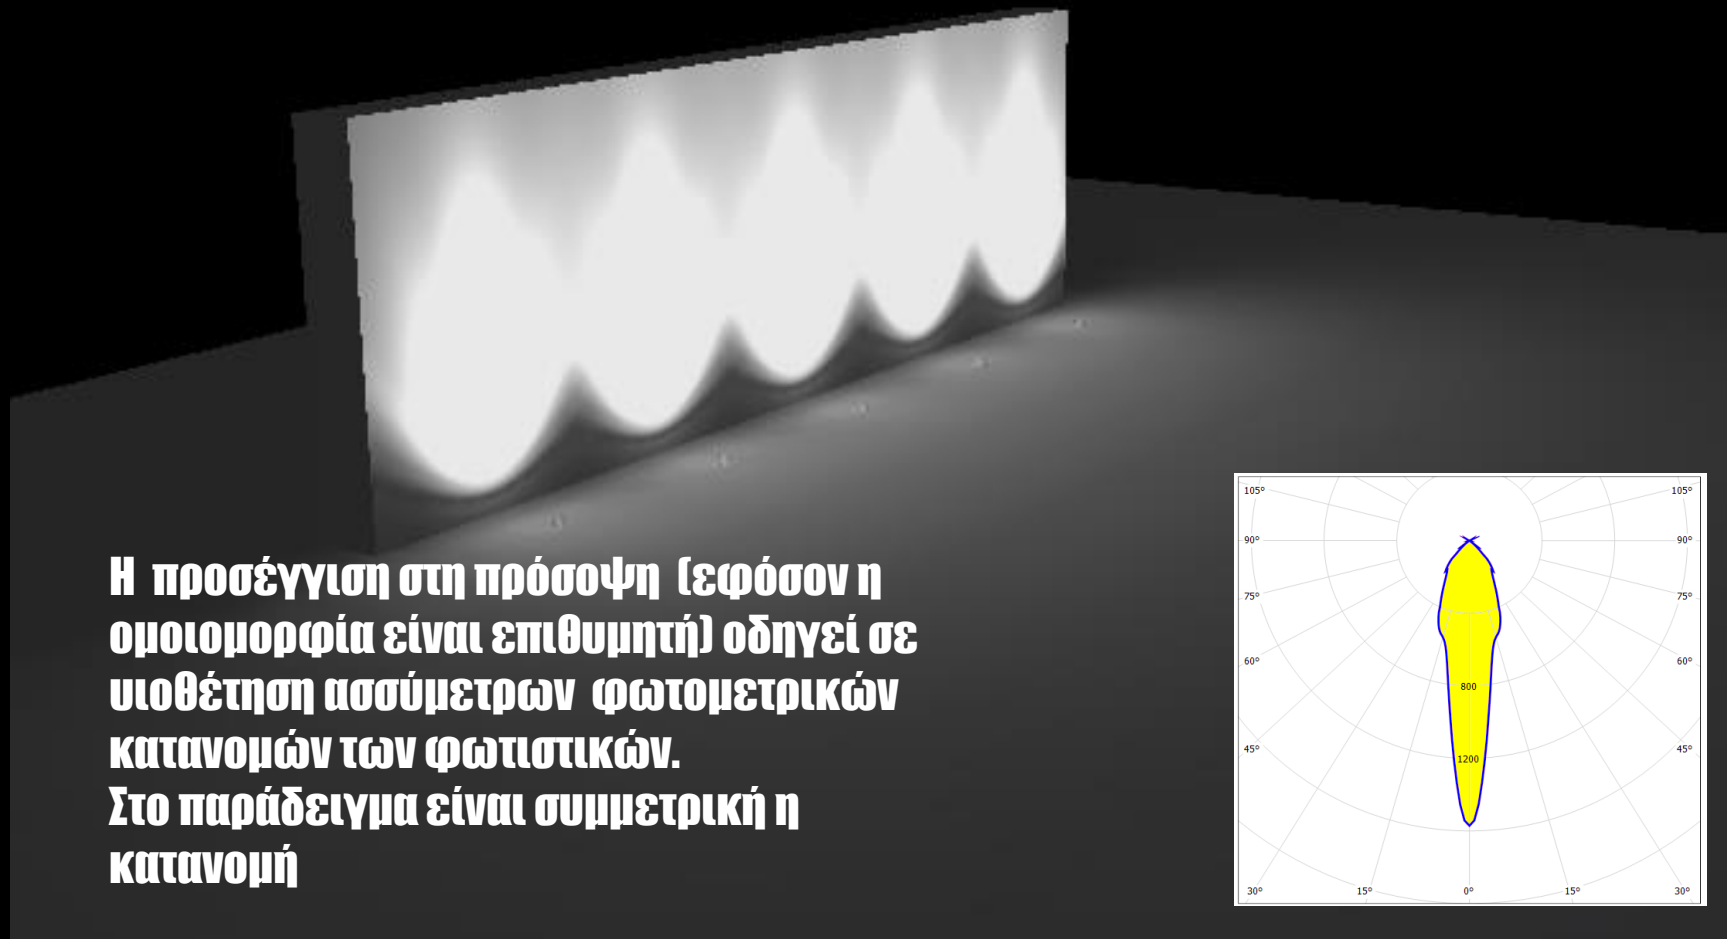 Η προσέγγιση στη πρόσοψη (εφόσον η
ομοιομορφία είναι επιθυμητή) οδηγεί σε
υιοθέτηση ασσύμετρων φωτομετρικών
κατανομών των φωτιστικών.
Στο παράδειγμα είναι συμμετρική η
κατανομή
105° 105°
90° 90°
75° 75°
60° 60°
800
45° 45°
1200
30° 15° 0° 15° 30°